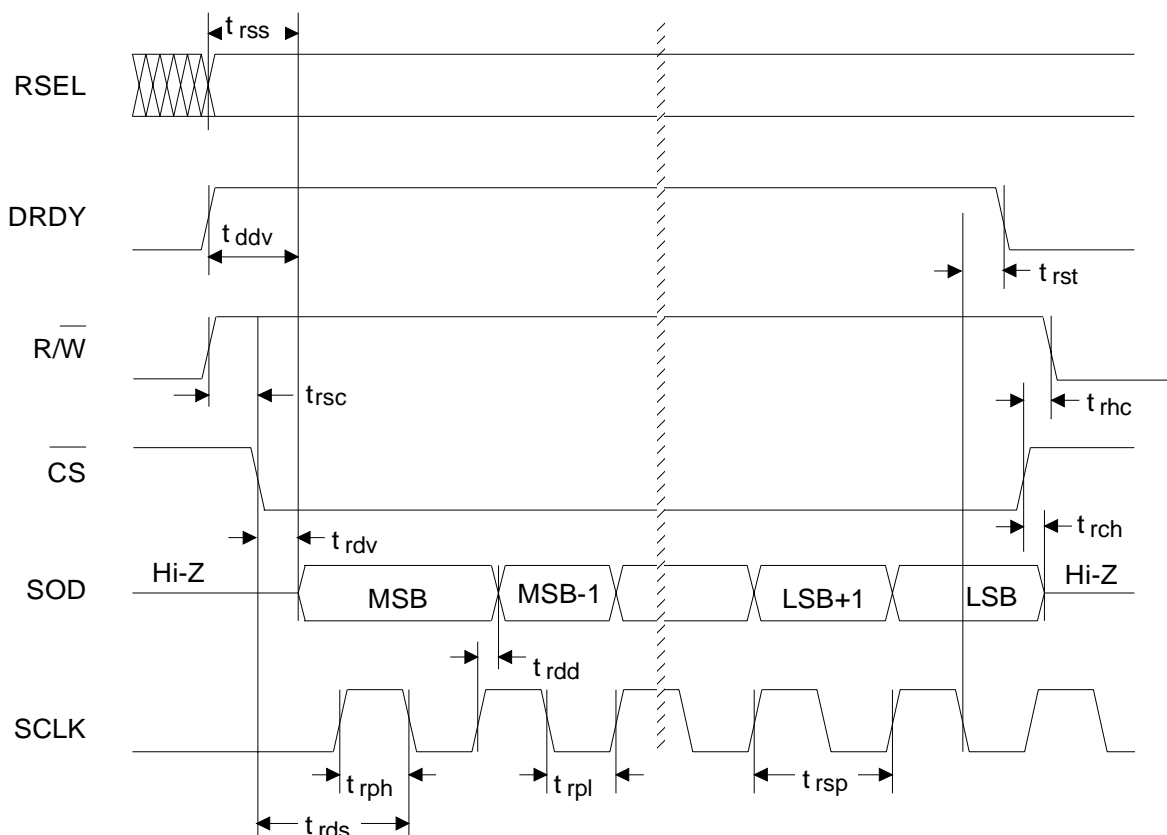 t rss
RSEL
DRDY
t ddv
t rst
R/W̅
t rsc
t rhc
C̅S̅
t rdv
t rch
SOD
Hi-Z
MSB
MSB-1
LSB+1
LSB
Hi-Z
t rdd
SCLK
t rph
t rpl
t rsp
t rds